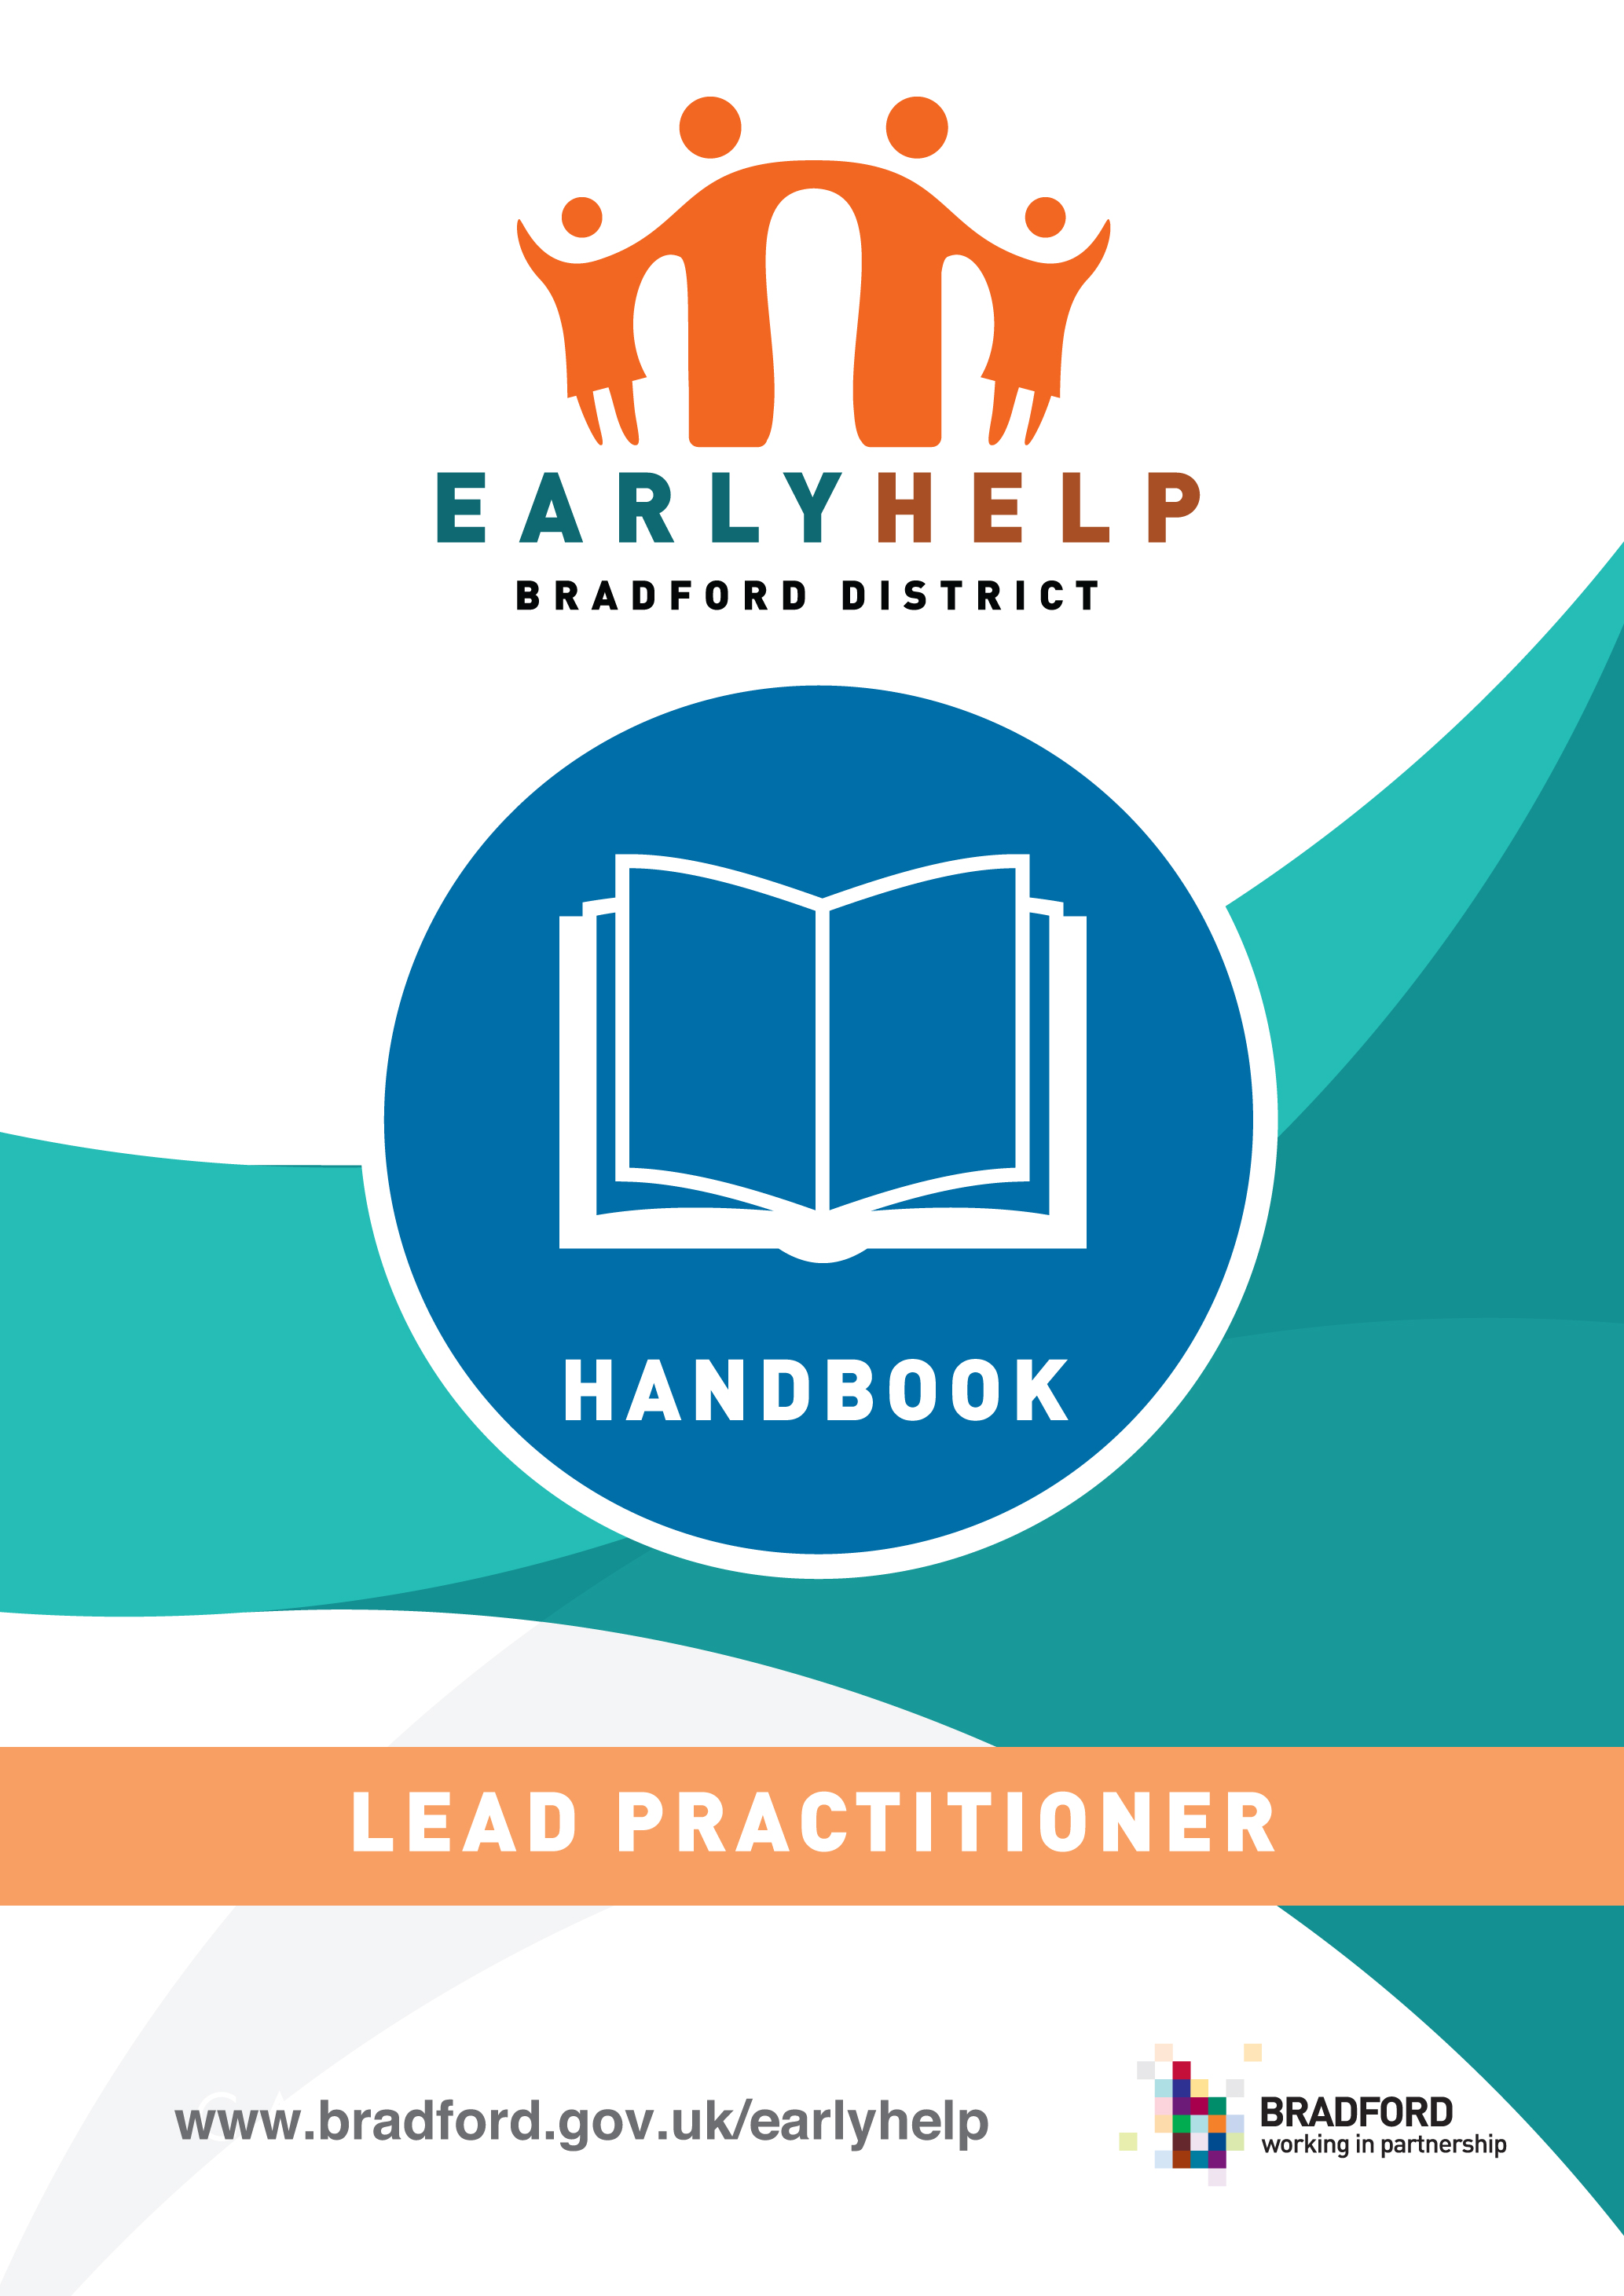 EARLYHELP
BRADFORD DISTRICT
HANDBOOK
LEAD PRACTITIONER
www.bradford.gov.uk/earlyhelp
BRADFORD
working in partnership